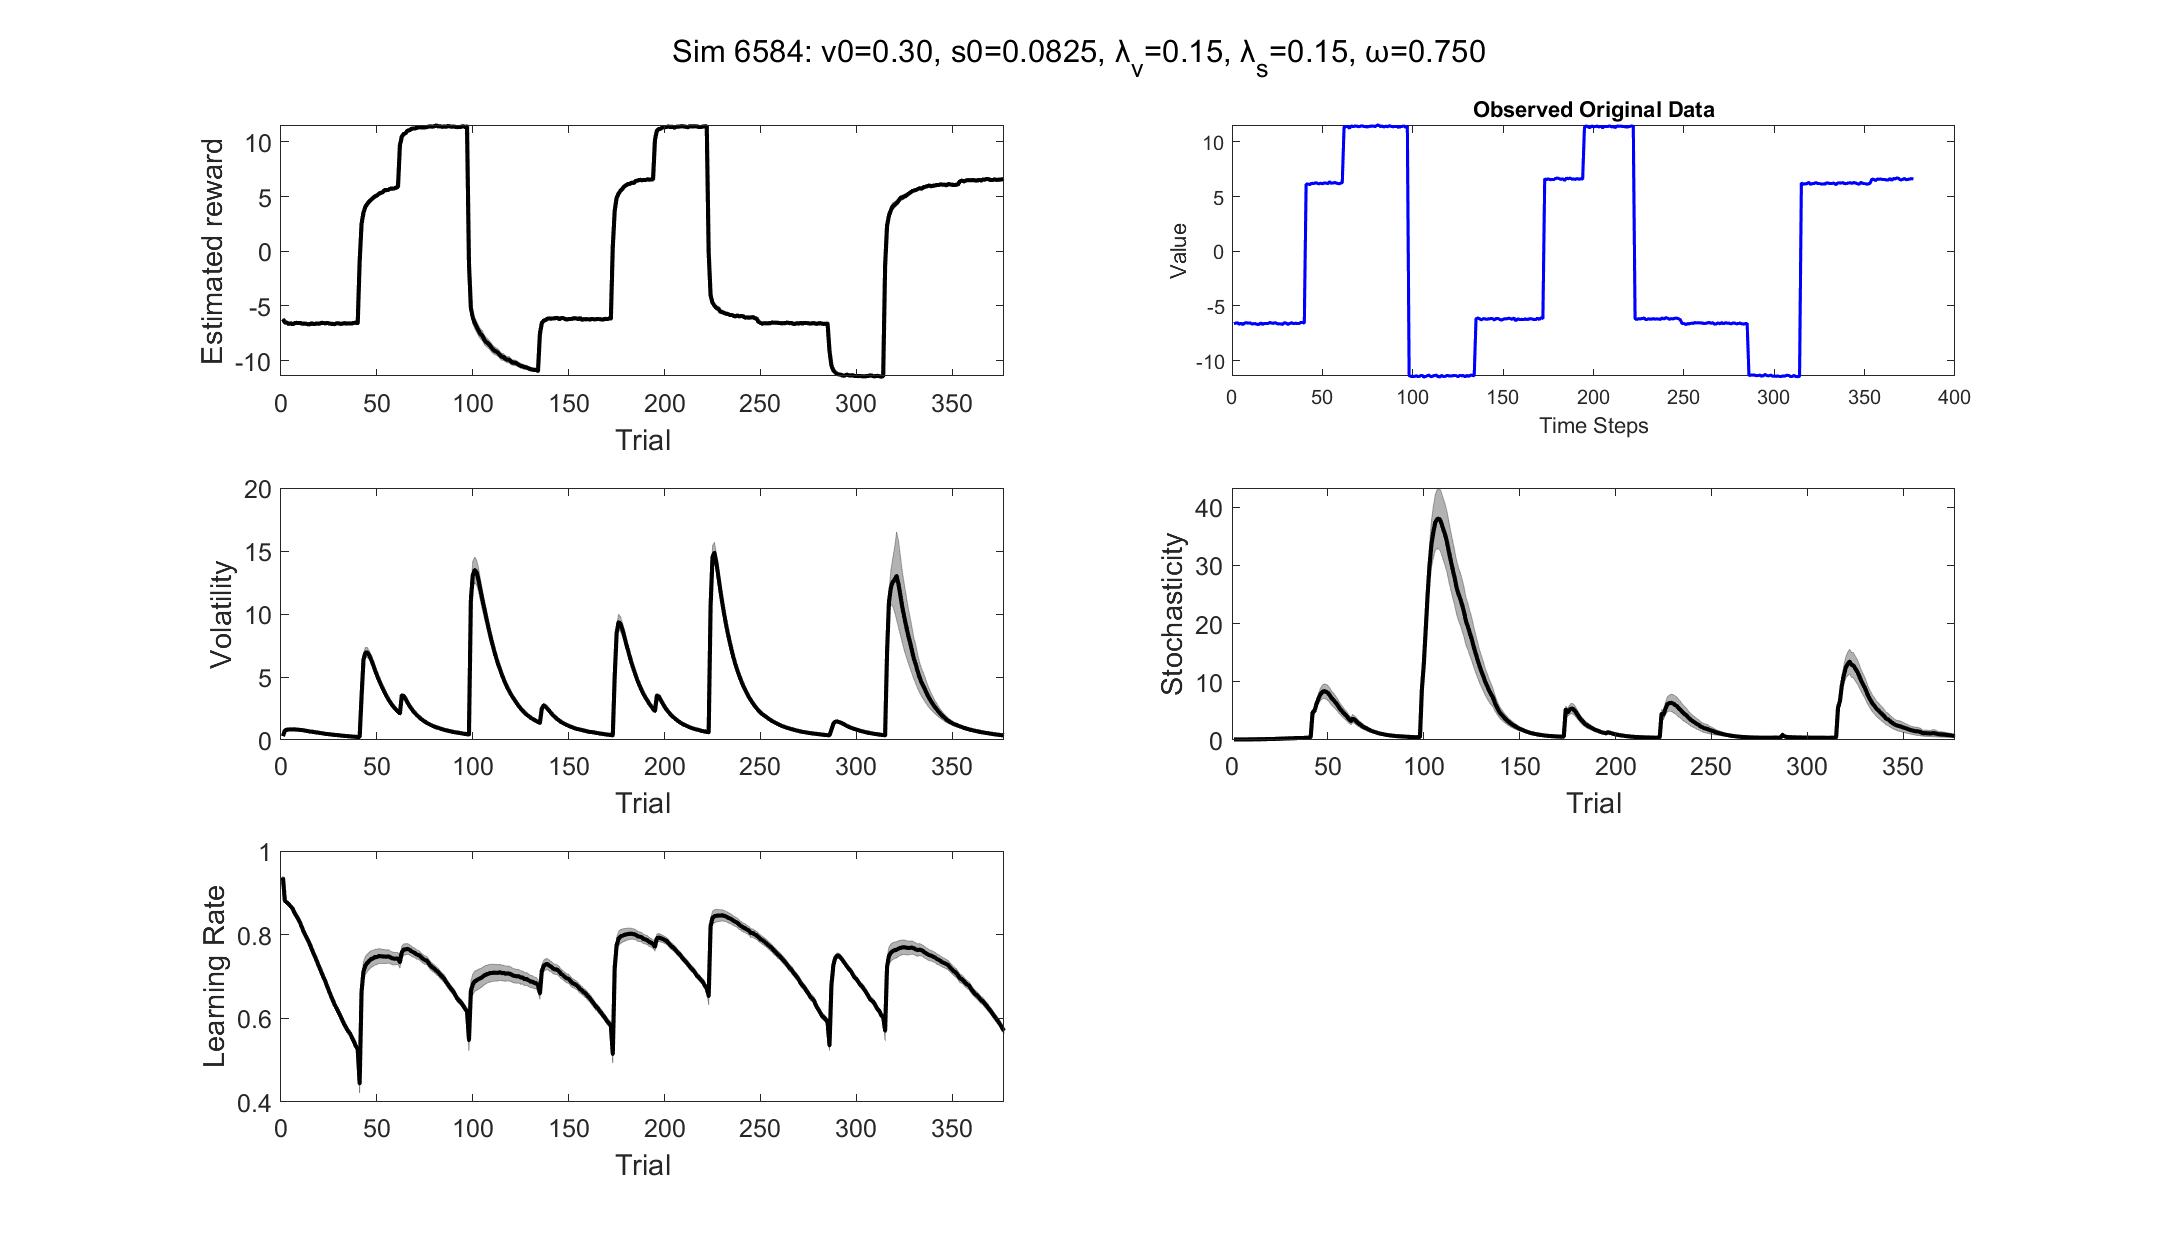 Sim 6584: v0=0.30, s0=0.0825, λ_v=0.15, λ_s=0.15, ω=0.750
Estimated reward
10
5
0
-5
-10
0 50 100 150 200 250 300 350
Trial
Observed Original Data
Value
10
5
0
-5
-10
0 50 100 150 200 250 300 350 400
Time Steps
Volatility
20
15
10
5
0
0 50 100 150 200 250 300 350
Trial
Stochasticity
40
30
20
10
0
0 50 100 150 200 250 300 350
Trial
Learning Rate
1
0.8
0.6
0.4
0 50 100 150 200 250 300 350
Trial